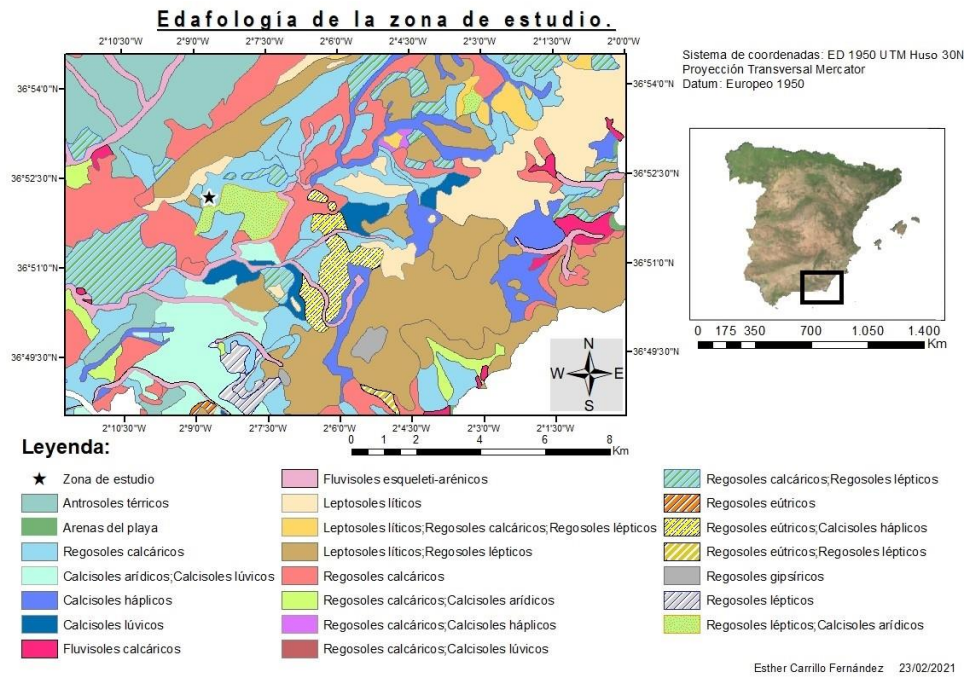 Edafología de la zona de estudio.
2°10'30"W 2°9'0"W 2°7'30"W 2°6'0"W 2°4'30"W 2°3'0"W 2°1'30"W 2°0'0"W
Sistema de coordenadas: ED 1950 UTM Huso 30N
Proyección Transversal Mercator
Datum: Europeo 1950
36°54'0"N 36°54'0"N
36°52'30"N 36°52'30"N
36°51'0"N 36°51'0"N
36°49'30"N 36°49'30"N
N
W E
S
0 175 350 700 1.050 1.400
Km
2°10'30"W 2°9'0"W 2°7'30"W 2°6'0"W 2°4'30"W 2°3'0"W 2°1'30"W
0 1 2 4 6 8
Km
Leyenda:
Zona de estudio
Antrosoles térricos
Arenas del playa
Regosoles calcáricos
Calcisoles arídicos;Calcisoles lúvicos
Calcisoles háplicos
Calcisoles lúvicos
Fluvisoles calcáricos
Fluvisoles esqueleti-arénicos
Leptosoles líticos
Leptosoles líticos;Regosoles calcáricos;Regosoles lépticos
Leptosoles líticos;Regosoles lépticos
Regosoles calcáricos
Regosoles calcáricos;Calcisoles arídicos
Regosoles calcáricos;Calcisoles háplicos
Regosoles calcáricos;Calcisoles lúvicos
Regosoles calcáricos;Regosoles lépticos
Regosoles eútricos
Regosoles eútricos;Calcisoles háplicos
Regosoles eútricos;Regosoles lépticos
Regosoles gipsíricos
Regosoles lépticos
Regosoles lépticos;Calcisoles arídicos
Esther Carrillo Fernández 23/02/2021